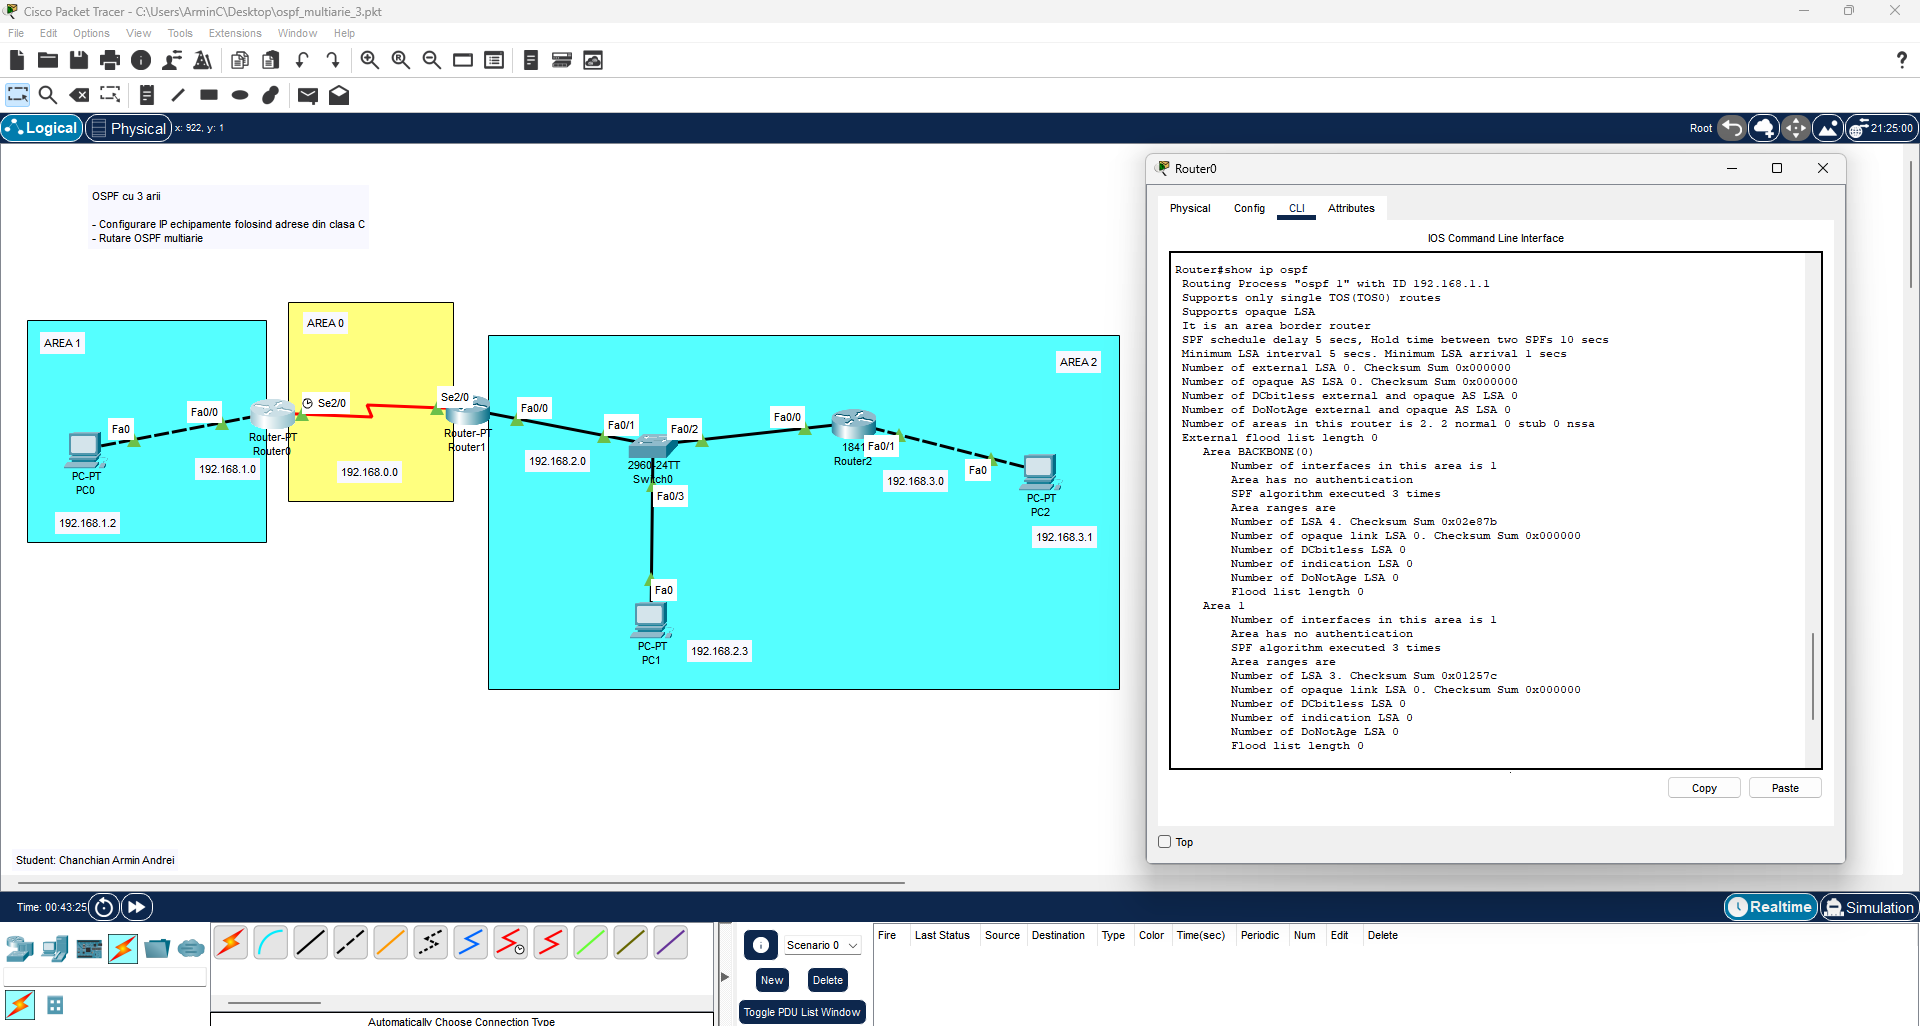 Cisco Packet Tracer - C:\Users\ArminC\Desktop\ospf_multiarie_3.pkt
File Edit Options View Tools Extensions Window Help
?
Logical Physical x: 922, y: 1 Root 21:25:00
OSPF cu 3 arii
- Configurare IP echipamente folosind adrese din clasa C
- Rutare OSPF multiarie
AREA 1
AREA 0
AREA 2
Fa0
Fa0/0
Se2/0
Se2/0
Fa0/0
Fa0/1
Fa0/2
Fa0/0
Fa0/1
Fa0
PC-PT
PC0
192.168.1.2
Router-PT
Router0
192.168.1.0
192.168.0.0
Router-PT
Router1
192.168.2.0
2960-24TT
Switch0
Fa0/3
1841
Router2
192.168.3.0
PC-PT
PC2
192.168.3.1
Fa0
PC-PT
PC1
192.168.2.3
Student: Chanchian Armin Andrei
Router0
Physical Config CLI Attributes
IOS Command Line Interface
Router#show ip ospf
Routing Process "ospf 1" with ID 192.168.1.1
Supports only single TOS(TOS0) routes
Supports opaque LSA
It is an area border router
SPF schedule delay 5 secs, Hold time between two SPFs 10 secs
Minimum LSA interval 5 secs. Minimum LSA arrival 1 secs
Number of external LSA 0. Checksum Sum 0x000000
Number of opaque AS LSA 0. Checksum Sum 0x000000
Number of DCbitless external and opaque AS LSA 0
Number of DoNotAge external and opaque AS LSA 0
Number of areas in this router is 2. 2 normal 0 stub 0 nssa
External flood list length 0
Area BACKBONE(0)
Number of interfaces in this area is 1
Area has no authentication
SPF algorithm executed 3 times
Area ranges are
Number of LSA 4. Checksum Sum 0x02e87b
Number of opaque link LSA 0. Checksum Sum 0x000000
Number of DCbitless LSA 0
Number of indication LSA 0
Number of DoNotAge LSA 0
Flood list length 0
Area 1
Number of interfaces in this area is 1
Area has no authentication
SPF algorithm executed 3 times
Area ranges are
Number of LSA 3. Checksum Sum 0x01257c
Number of opaque link LSA 0. Checksum Sum 0x000000
Number of DCbitless LSA 0
Number of indication LSA 0
Number of DoNotAge LSA 0
Flood list length 0
Copy Paste
Top
Time: 00:43:25 Realtime Simulation
Scenario 0
New Delete
Toggle PDU List Window
Fire Last Status Source Destination Type Color Time(sec) Periodic Num Edit Delete
Automatically Choose Connection Type